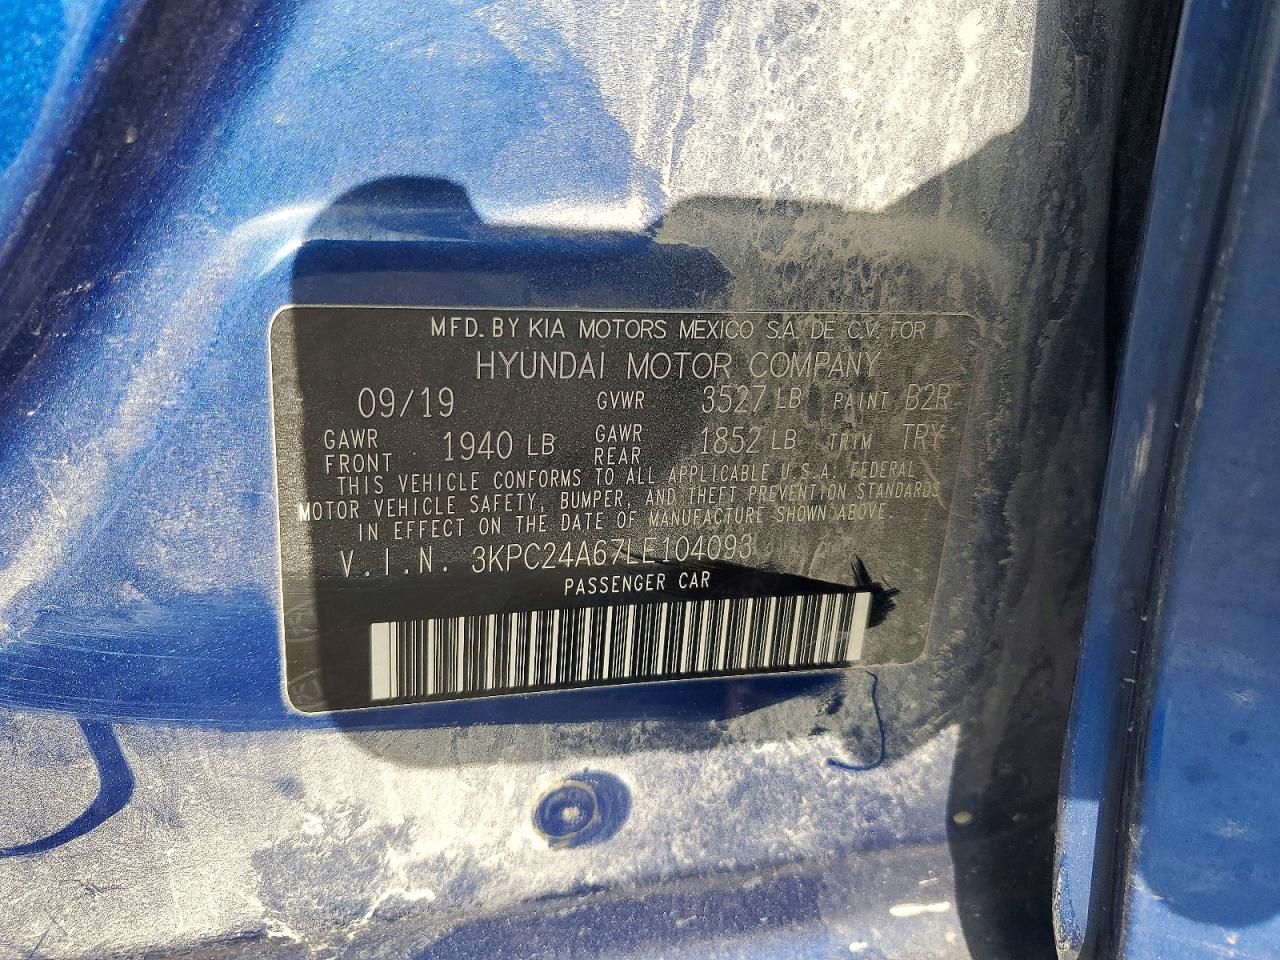 MFD. BY KIA MOTORS MEXICO S.A. DE C.V. FOR
HYUNDAI MOTOR COMPANY
09/19 GVWR 3527 LB PAINT B2R
GAWR FRONT 1940 LB GAWR REAR 1852 LB TRIM TRY
THIS VEHICLE CONFORMS TO ALL APPLICABLE U.S.A. FEDERAL
MOTOR VEHICLE SAFETY, BUMPER, AND THEFT PREVENTION STANDARDS
IN EFFECT ON THE DATE OF MANUFACTURE SHOWN ABOVE.
V.I.N. 3KPC24A67LE104093
PASSENGER CAR